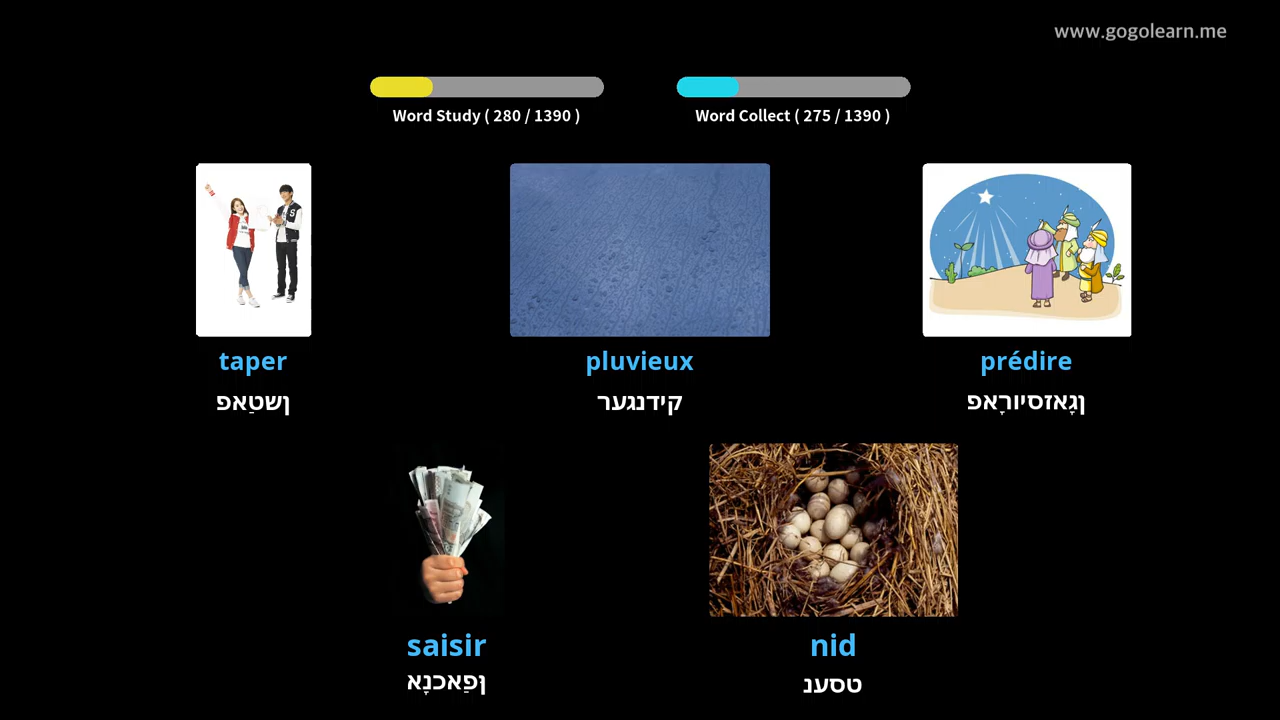 www.gogolearn.me
Word Study ( 280 / 1390 )
Word Collect ( 275 / 1390 )
taper
ןשטַאפ
pluvieux
קידנגער
prédire
ןגָאזסיורָאפ
saisir
ןּפַאכנָא
nid
טסענ